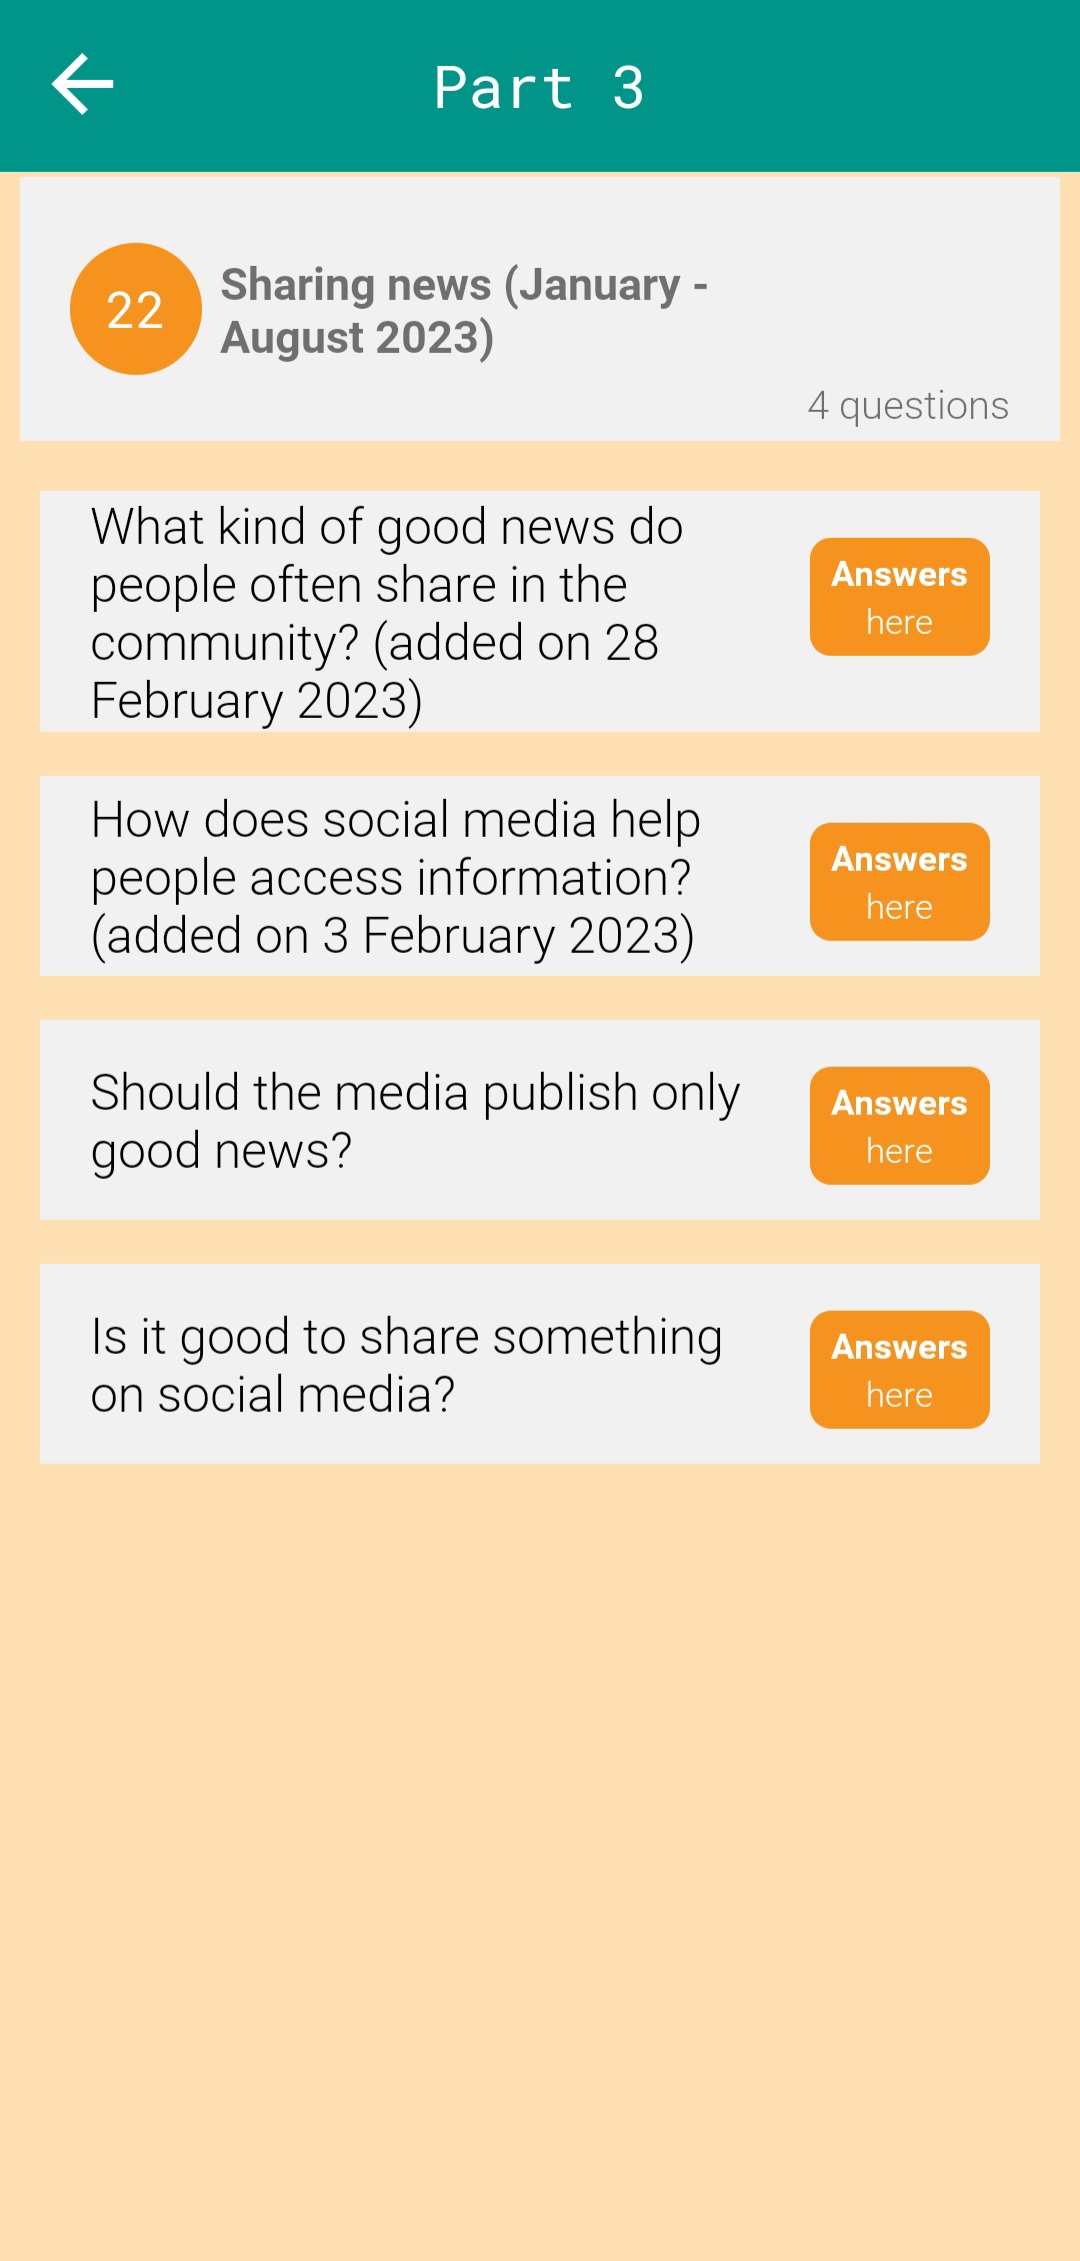 Part 3
22
Sharing news (January -
August 2023)
4 questions
What kind of good news do
people often share in the
community? (added on 28
February 2023)
Answers
here
How does social media help
people access information?
(added on 3 February 2023)
Answers
here
Should the media publish only
good news?
Answers
here
Is it good to share something
on social media?
Answers
here